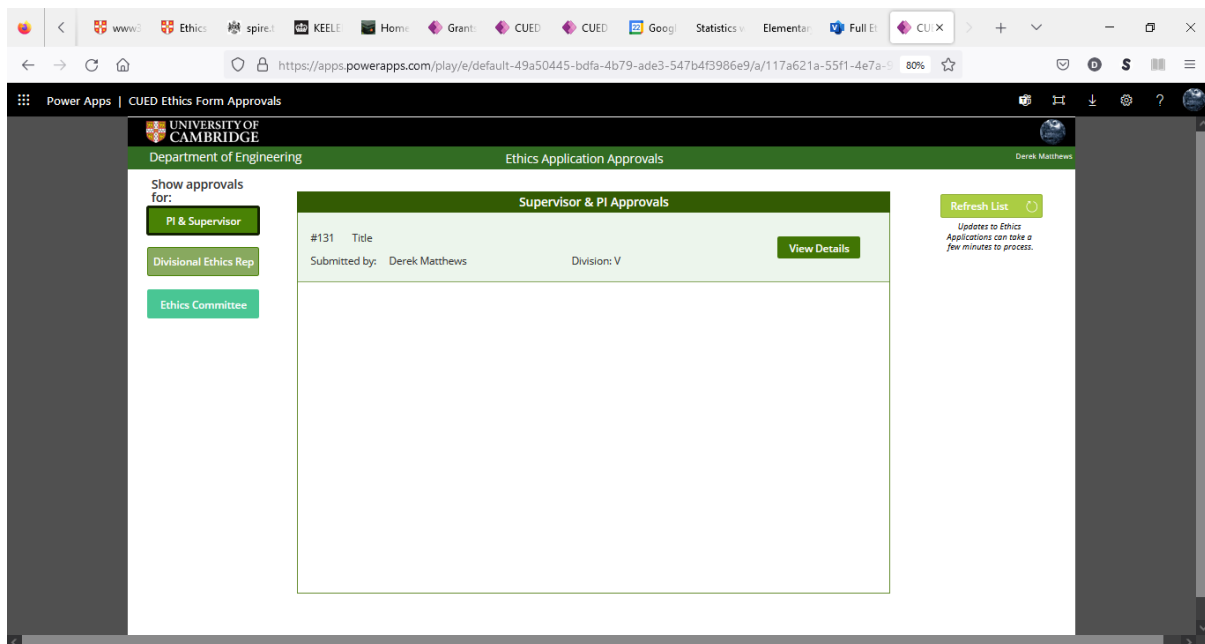 www3
Ethics
spire.t
KEELE
Home
Grants
CUED
CUED
22
Googl
Statistics v
Elementar
Full Et
CU
https://apps.powerapps.com/play/e/default-49a50445-bdfa-4b79-ade3-547b4f3986e9/a/117a621a-55f1-4e7a-9
80%
D
S
Power Apps | CUED Ethics Form Approvals
?
UNIVERSITY OF
CAMBRIDGE
Department of Engineering
Ethics Application Approvals
Derek Matthews
Show approvals
for:
PI & Supervisor
Divisional Ethics Rep
Ethics Committee
Supervisor & PI Approvals
#131 Title
Submitted by: Derek Matthews Division: V
View Details
Refresh List
Updates to Ethics
Applications can take a
few minutes to process.